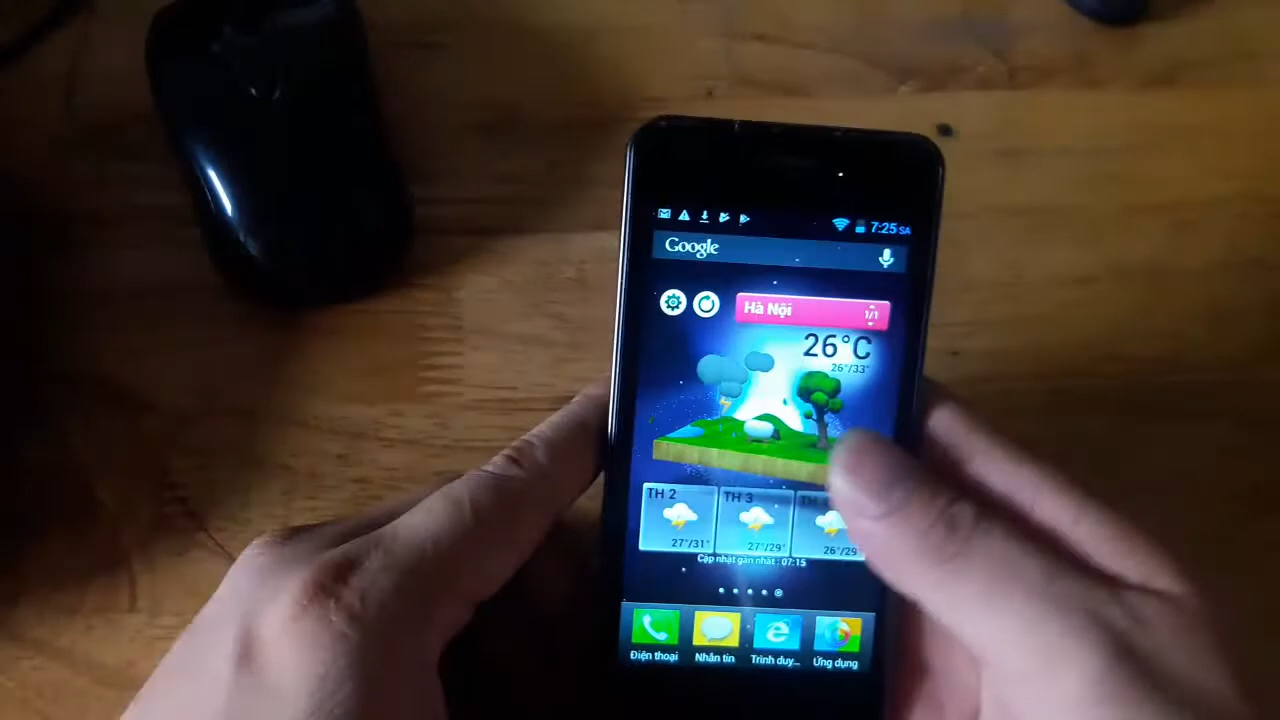 7:25 SA
Google
Hà Nội
1/1
26°C
26°/33°
TH 2
TH 3
27°/31°
27°/29°
26°/29
Cập nhật gần nhất : 07:15
Điện thoại
Nhắn tin
Trình duy...
Ứng dụng